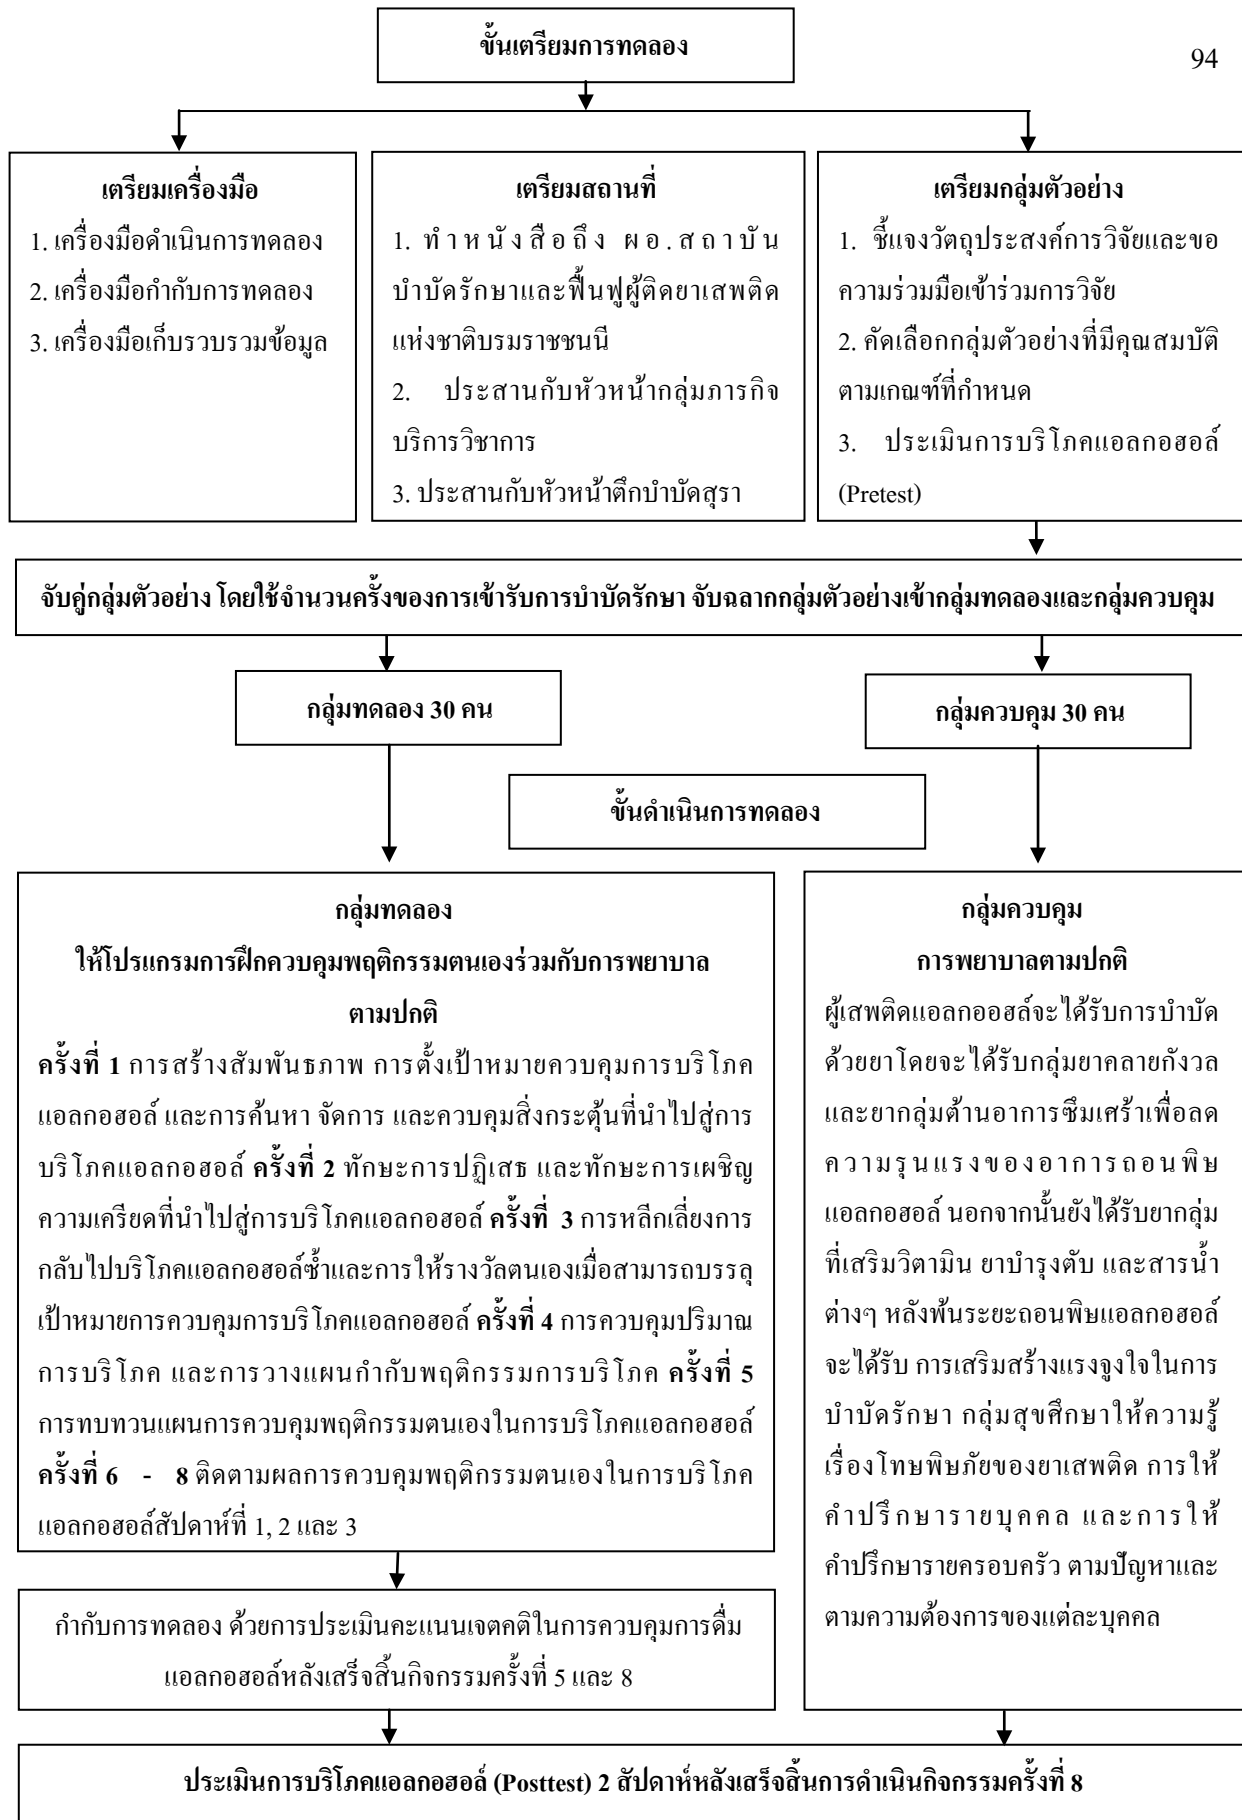 ขั้นเตรียมการทดลอง
94
เตรียมเครื่องมือ
1. เครื่องมือดำเนินการทดลอง
2. เครื่องมือกำกับการทดลอง
3. เครื่องมือเก็บรวบรวมข้อมูล
เตรียมสถานที่
1. ทำหนังสือถึง ผอ.สถาบัน
บำบัดรักษาและฟื้นฟูผู้ติดยาเสพติด
แห่งชาติบรมราชชนนี
2. ประสานกับหัวหน้ากลุ่มภารกิจ
บริการวิชาการ
3. ประสานกับหัวหน้าตึกบำบัดสุรา
เตรียมกลุ่มตัวอย่าง
1. ชี้แจงวัตถุประสงค์การวิจัยและขอ
ความร่วมมือเข้าร่วมการวิจัย
2. คัดเลือกกลุ่มตัวอย่างที่มีคุณสมบัติ
ตามเกณฑ์ที่กำหนด
3. ประเมินการบริโภคแอลกอฮอล์
(Pretest)
จับคู่กลุ่มตัวอย่าง โดยใช้จำนวนครั้งของการเข้ารับการบำบัดรักษา จับฉลากกลุ่มตัวอย่างเข้ากลุ่มทดลองและกลุ่มควบคุม
กลุ่มทดลอง 30 คน
กลุ่มควบคุม 30 คน
ขั้นดำเนินการทดลอง
กลุ่มทดลอง
ให้โปรแกรมการฝึกควบคุมพฤติกรรมตนเองร่วมกับการพยาบาล
ตามปกติ
ครั้งที่ 1 การสร้างสัมพันธภาพ การตั้งเป้าหมายควบคุมการบริโภค
แอลกอฮอล์ และการค้นหา จัดการ และควบคุมสิ่งกระตุ้นที่นำไปสู่การ
บริโภคแอลกอฮอล์ ครั้งที่ 2 ทักษะการปฏิเสธ และทักษะการเผชิญ
ความเครียดที่นำไปสู่การบริโภคแอลกอฮอล์ ครั้งที่ 3 การหลีกเลี่ยงการ
กลับไปบริโภคแอลกอฮอล์ซ้ำและการให้รางวัลตนเองเมื่อสามารถบรรลุ
เป้าหมายการควบคุมการบริโภคแอลกอฮอล์ ครั้งที่ 4 การควบคุมปริมาณ
การบริโภค และการวางแผนกำกับพฤติกรรมการบริโภค ครั้งที่ 5
การทบทวนแผนการควบคุมพฤติกรรมตนเองในการบริโภคแอลกอฮอล์
ครั้งที่ 6 - 8 ติดตามผลการควบคุมพฤติกรรมตนเองในการบริโภค
แอลกอฮอล์สัปดาห์ที่ 1, 2 และ 3
กลุ่มควบคุม
การพยาบาลตามปกติ
ผู้เสพติดแอลกออฮล์จะได้รับการบำบัด
ด้วยยาโดยจะได้รับกลุ่มยาคลายกังวล
และยากลุ่มต้านอาการซึมเศร้าเพื่อลด
ความรุนแรงของอาการถอนพิษ
แอลกอฮอล์ นอกจากนั้นยังได้รับยากลุ่ม
ที่เสริมวิตามิน ยาบำรุงตับ และสารน้ำ
ต่างๆ หลังพ้นระยะถอนพิษแอลกอฮอล์
จะได้รับ การเสริมสร้างแรงจูงใจในการ
บำบัดรักษา กลุ่มสุขศึกษาให้ความรู้
เรื่องโทษพิษภัยของยาเสพติด การให้
คำปรึกษารายบุคคล และการให้
คำปรึกษารายครอบครัว ตามปัญหาและ
ตามความต้องการของแต่ละบุคคล
กำกับการทดลอง ด้วยการประเมินคะแนนเจตคติในการควบคุมการดื่ม
แอลกอฮอล์หลังเสร็จสิ้นกิจกรรมครั้งที่ 5 และ 8
ประเมินการบริโภคแอลกอฮอล์ (Posttest) 2 สัปดาห์หลังเสร็จสิ้นการดำเนินกิจกรรมครั้งที่ 8